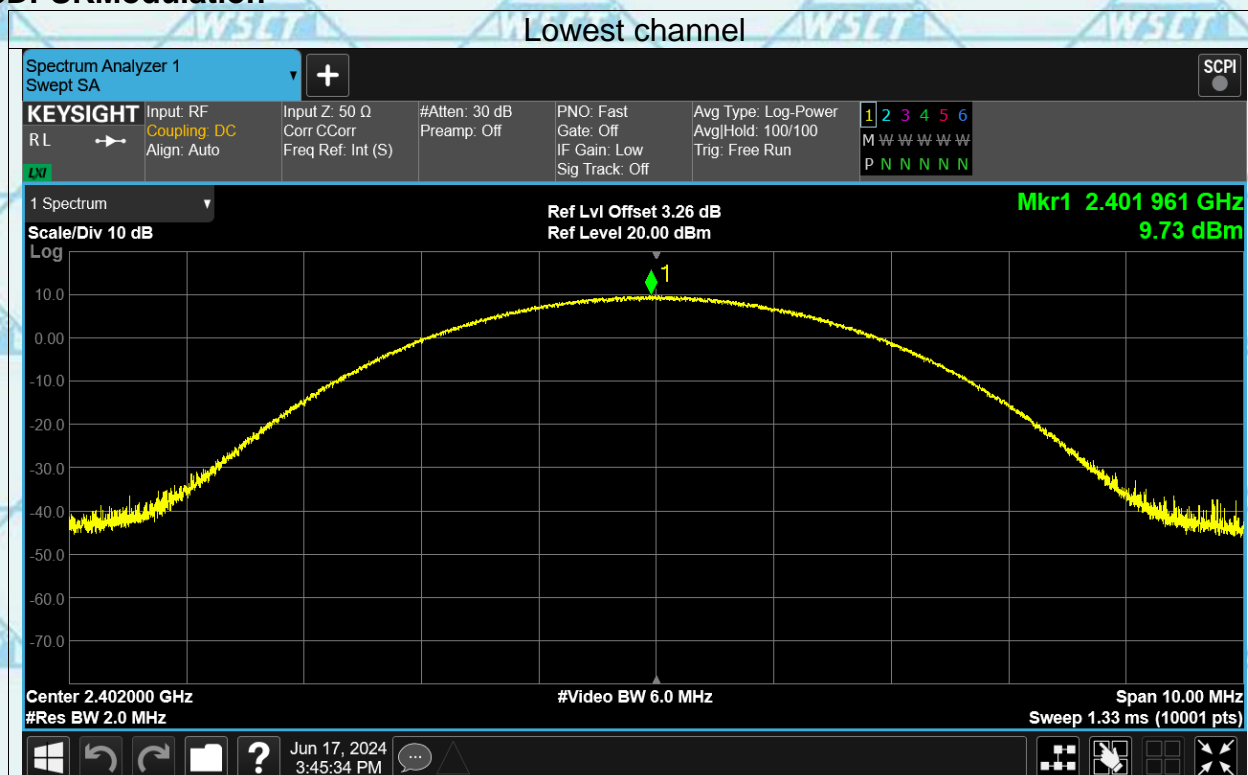 Lowest channel
Spectrum Analyzer 1
Swept SA
SCPI
KEYSIGHT
RL
LXI
Input: RF
Coupling: DC
Align: Auto
Input Z: 50 Ω
Corr CCorr
Freq Ref: Int (S)
#Atten: 30 dB
Preamp: Off
PNO: Fast
Gate: Off
IF Gain: Low
Sig Track: Off
Avg Type: Log-Power
Avg|Hold: 100/100
Trig: Free Run
1 2 3 4 5 6
M W W W W W
P N N N N N
1 Spectrum
Scale/Div 10 dB
Log
Ref Lvl Offset 3.26 dB
Ref Level 20.00 dBm
Mkr1 2.401 961 GHz
9.73 dBm
1
10.0
0.00
-10.0
-20.0
-30.0
-40.0
-50.0
-60.0
-70.0
Center 2.402000 GHz
#Video BW 6.0 MHz
Span 10.00 MHz
#Res BW 2.0 MHz
Sweep 1.33 ms (10001 pts)
?
Jun 17, 2024
3:45:34 PM
WSCT WSCT WSCT WSCT